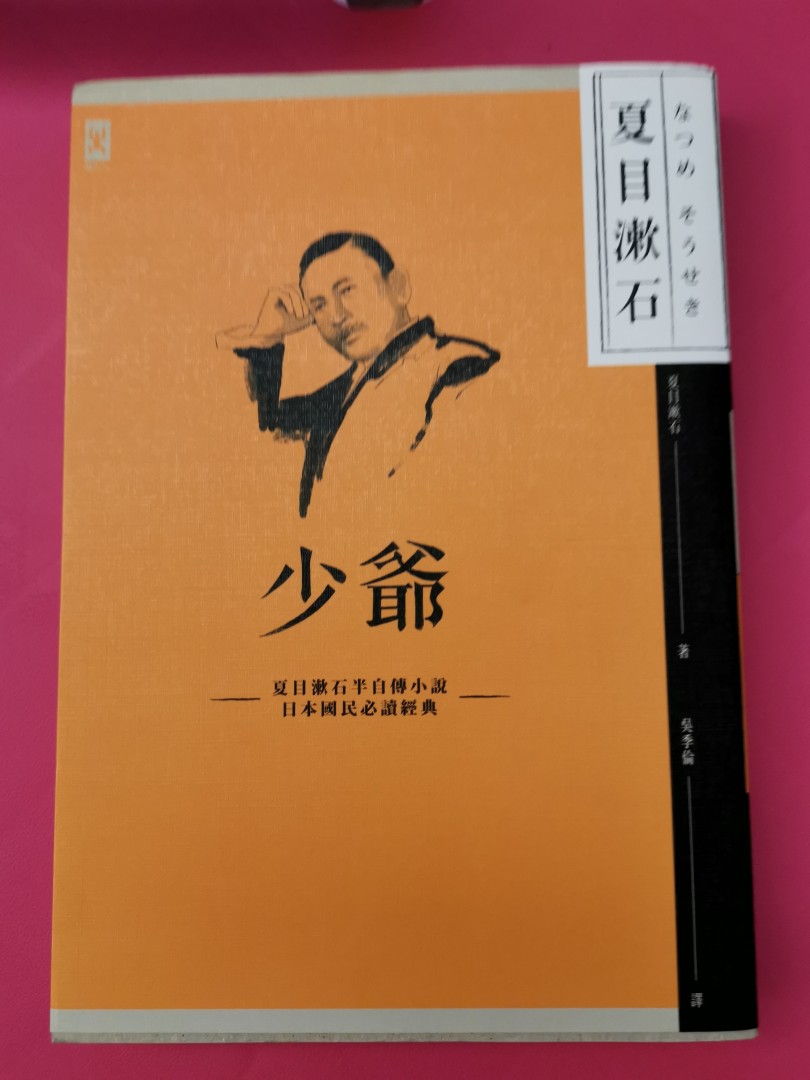 なつめ そうせき
夏目漱石
夏目漱石 著
吳季倫 譯
少爺
夏目漱石半自傳小說
日本國民必讀經典